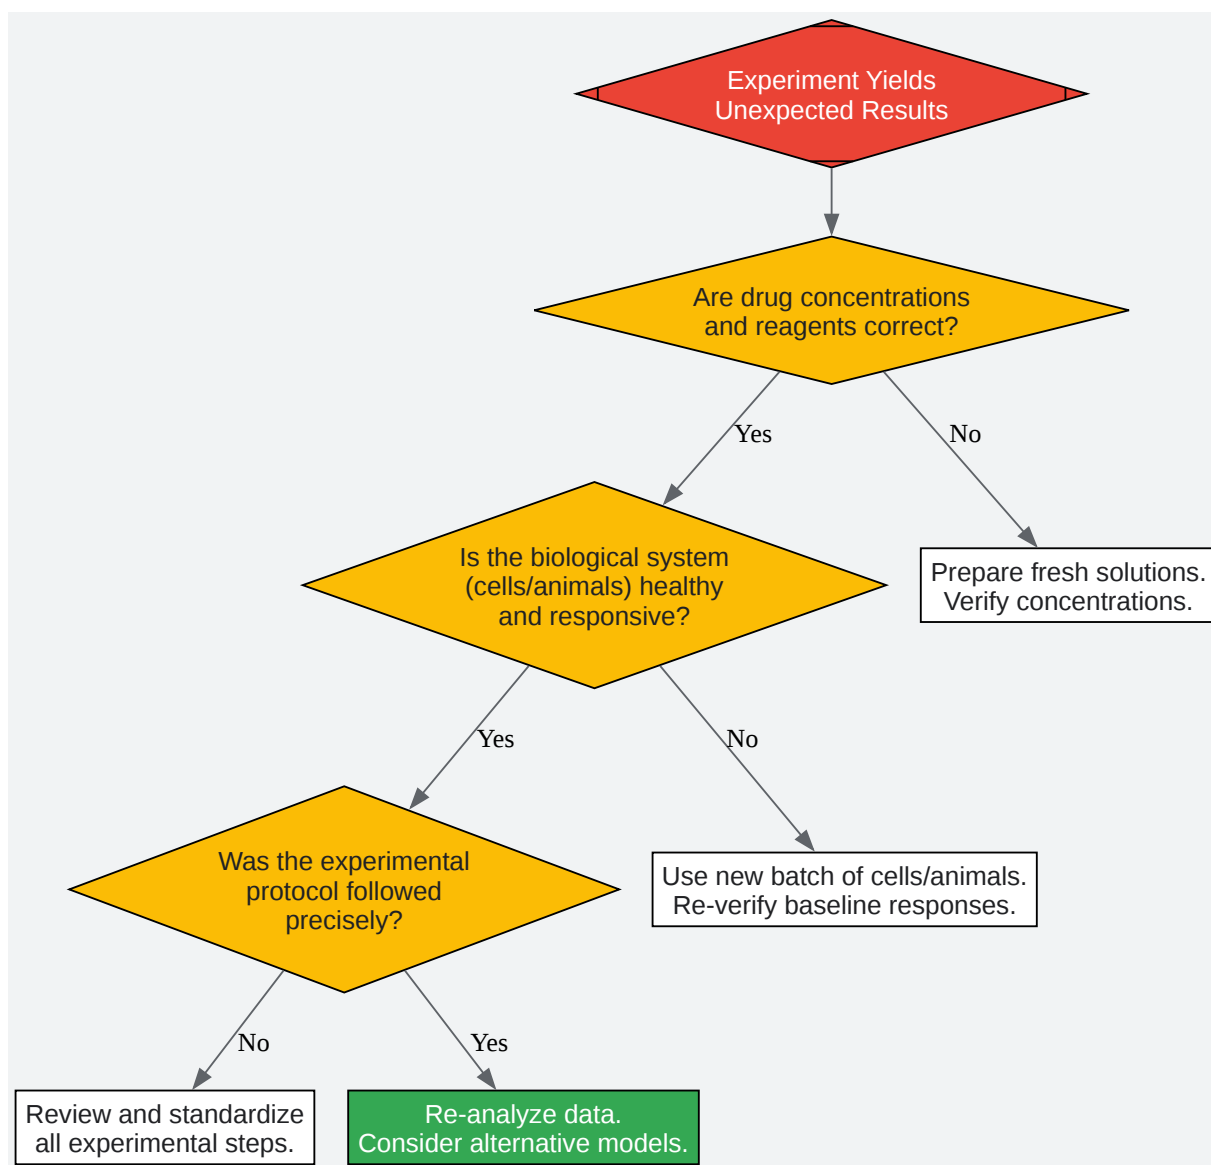 Experiment Yields
Unexpected Results
Are drug concentrations
and reagents correct?
Yes
No
Is the biological system
(cells/animals) healthy
and responsive?
Prepare fresh solutions.
Verify concentrations.
Yes
No
Was the experimental
protocol followed
precisely?
Use new batch of cells/animals.
Re-verify baseline responses.
No
Yes
Review and standardize
all experimental steps.
Re-analyze data.
Consider alternative models.